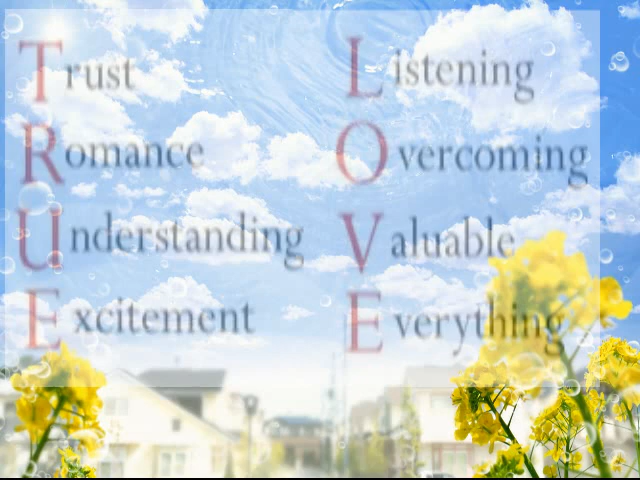 Trust
Romance
Understanding
Excitement
Listening
Overcoming
Valuable
Everything